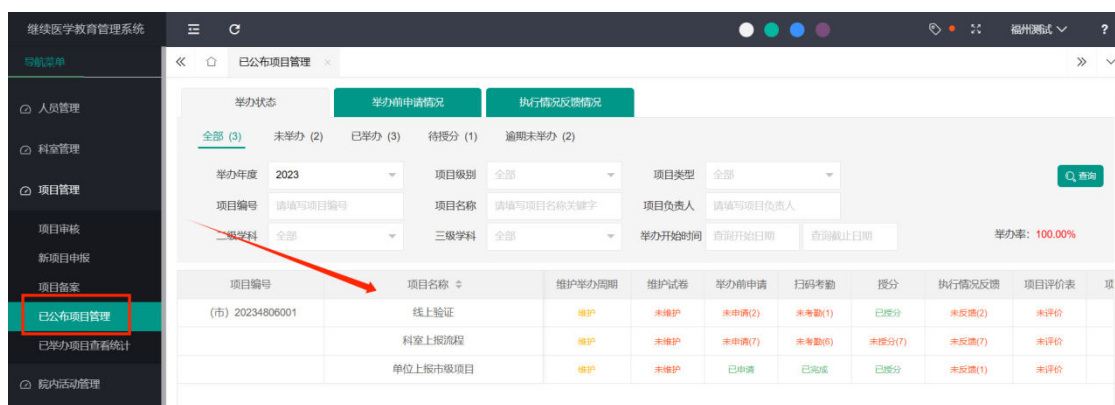 继续医学教育管理系统
福州测试 ?
导航菜单
已公布项目管理 ×
人员管理
科室管理
项目管理
项目审核
新项目申报
项目备案
已公布项目管理
已举办项目查看统计
院内活动管理
举办状态 举办前申请情况 执行情况反馈情况
全部 (3) 未举办 (2) 已举办 (3) 待授分 (1) 逾期未举办 (2)
举办年度 2023 项目级别 全部 项目类型 全部 查询
项目编号 请填写项目编号 项目名称 请填写项目名称关键字 项目负责人 请填写项目负责人
二级学科 全部 三级学科 全部 举办开始时间 查询开始日期 查询截止日期 举办率：100.00%
项目编号 项目名称 维护举办周期 维护试卷 举办前申请 扫码考勤 授分 执行情况反馈 项目评价表 项
(市) 20234806001 线上验证 维护 未维护 未申请(2) 未考勤(1) 已授分 未反馈(2) 未评价
科室上报流程 维护 未维护 未申请(7) 未考勤(6) 未授分(7) 未反馈(7) 未评价
单位上报市级项目 维护 未维护 已申请 已完成 已授分 未反馈(1) 未评价